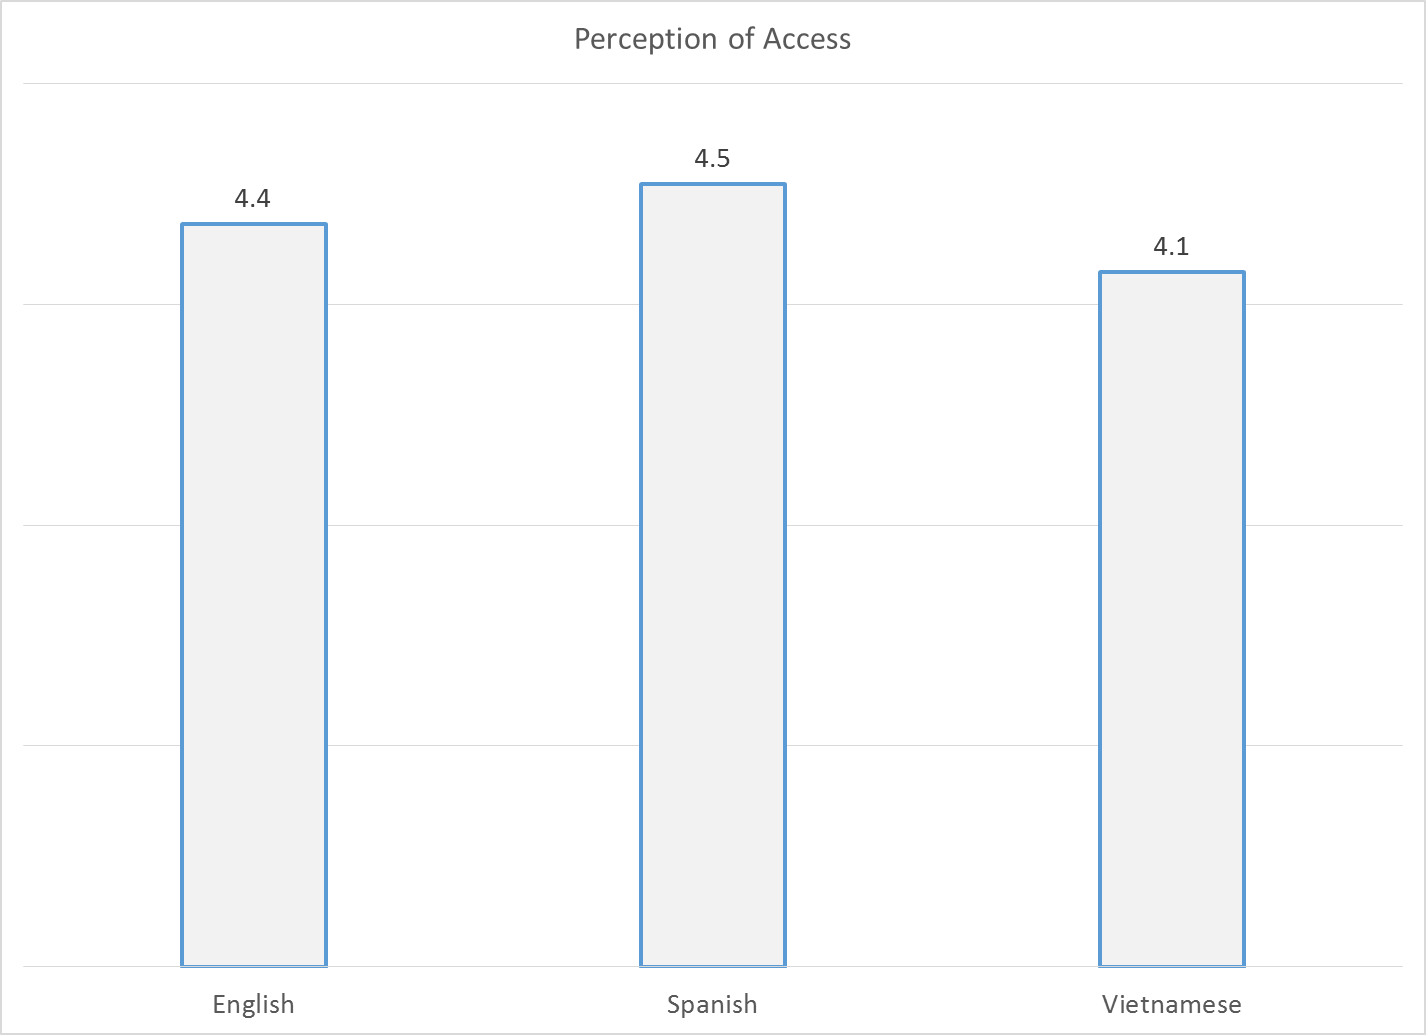 Perception of Access
4.4
4.5
4.1
English
Spanish
Vietnamese